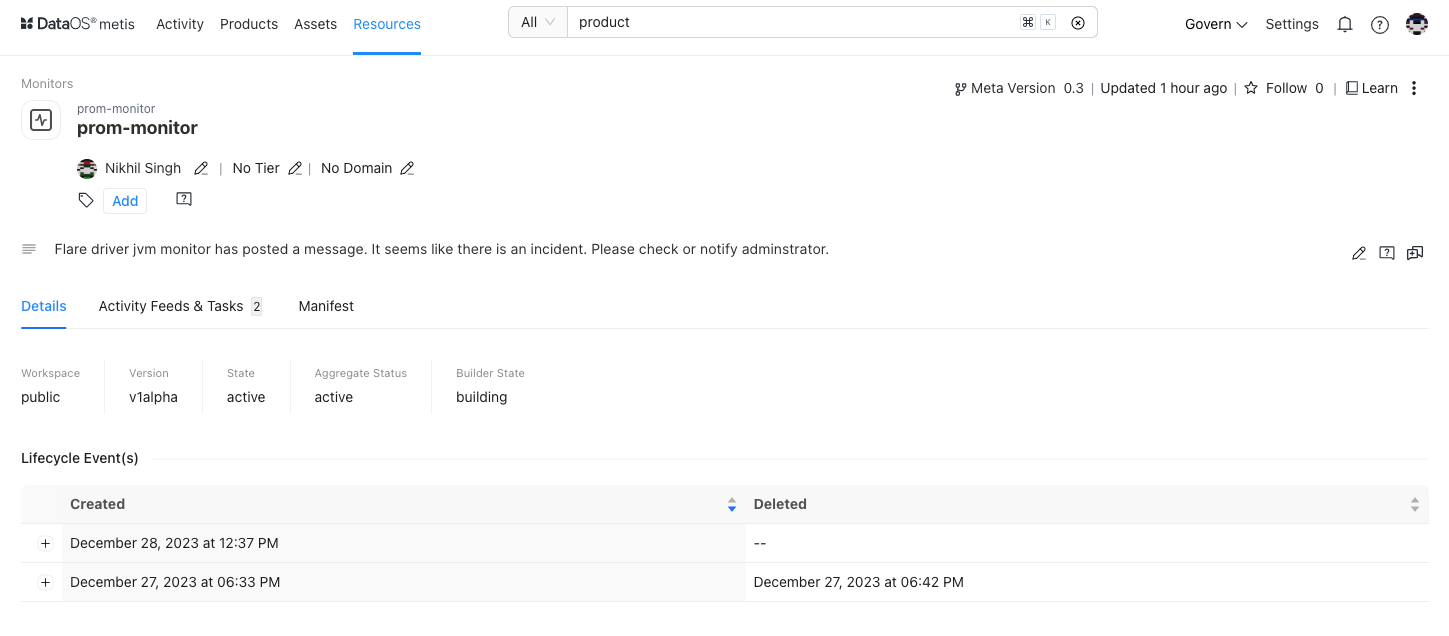 DataOS® metis Activity Products Assets Resources All product ⌘ K Govern Settings
Monitors
prom-monitor
prom-monitor
Meta Version 0.3 | Updated 1 hour ago | Follow 0 | Learn
Nikhil Singh | No Tier | No Domain
Add
Flare driver jvm monitor has posted a message. It seems like there is an incident. Please check or notify adminstrator.
Details Activity Feeds & Tasks 2 Manifest
Workspace Version State Aggregate Status Builder State
public v1alpha active active building
Lifecycle Event(s)
Created Deleted
+ December 28, 2023 at 12:37 PM --
+ December 27, 2023 at 06:33 PM December 27, 2023 at 06:42 PM